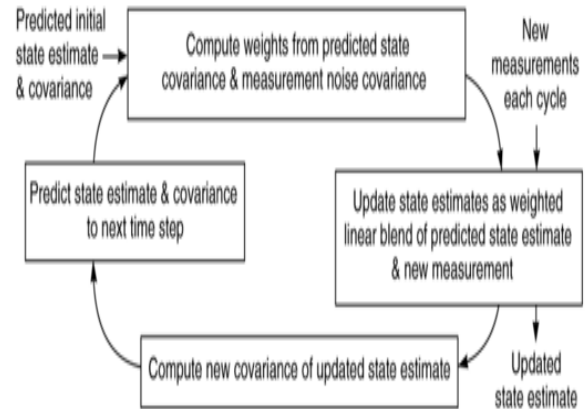 Predicted initial
state estimate
& covariance
Compute weights from predicted state
covariance & measurement noise covariance
New
measurements
each cycle
Predict state estimate & covariance
to next time step
Update state estimates as weighted
linear blend of predicted state estimate
& new measurement
Compute new covariance of updated state estimate
Updated
state estimate